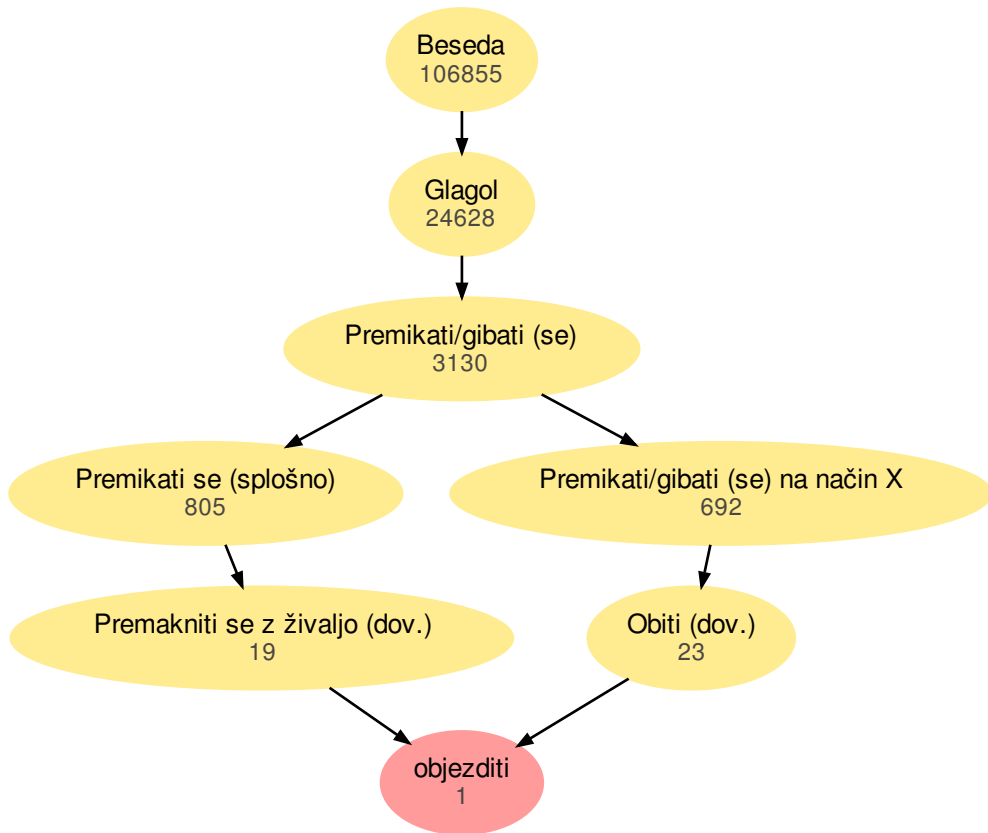 Beseda
106855
Glagol
24628
Premikati/gibati (se)
3130
Premikati se (splošno)
805
Premikati/gibati (se) na način X
692
Premakniti se z živaljo (dov.)
19
Obiti (dov.)
23
objezditi
1